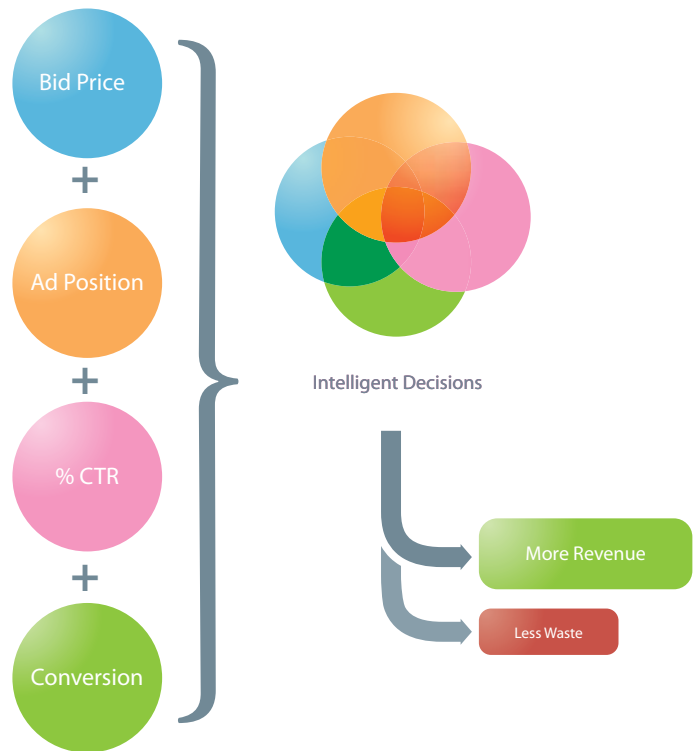 Bid Price
+
Ad Position
+
% CTR
+
Conversion
Intelligent Decisions
More Revenue
Less Waste